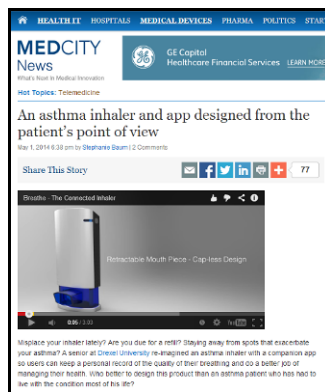 HEALTH IT HOSPITALS MEDICAL DEVICES PHARMA POLITICS STAR
MEDCITY
News
What's Next in Medical Innovation
GE Capital
Healthcare Financial Services LEARN MORE
Hot Topics: Telemedicine
An asthma inhaler and app designed from the
patient's point of view
May 1, 2014 6:38 pm by Stephanie Baum | 2 Comments
Share This Story
77
Breathe - The Connected Inhaler
Retractable Mouth Piece - Cap-less Design
0:05 / 3:00
You Tube
Misplace your inhaler lately? Are you due for a refill? Staying away from spots that exacerbate
your asthma? A senior at Drexel University re-imagined an asthma inhaler with a companion app
so users can keep a personal record of the quality of their breathing and do a better job of
managing their health. Who better to design this product than an asthma patient who has had to
live with the condition most of his life?